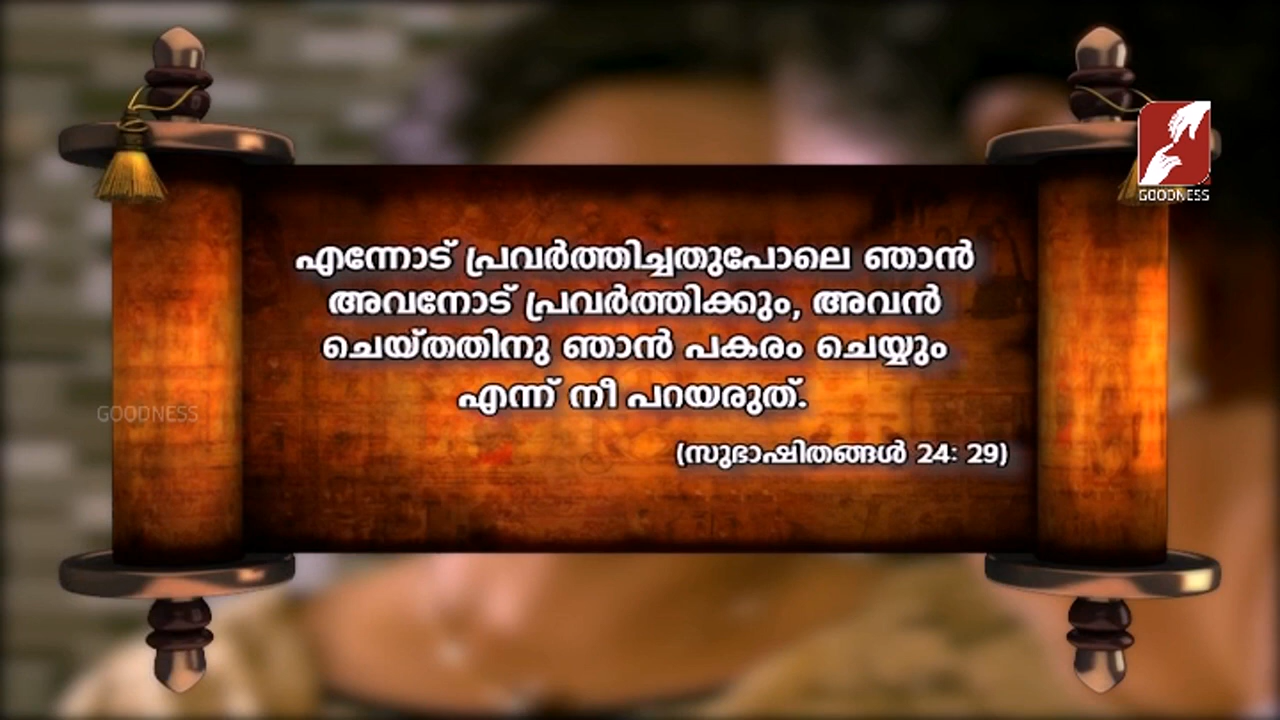 GOODNESS
എന്നോട് പ്രവർത്തിച്ചതുപോലെ ഞാൻ
അവനോട് പ്രവർത്തിക്കും, അവൻ
ചെയ്തതിനു ഞാൻ പകരം ചെയ്യും
എന്ന് നീ പറയരുത്.
GOODNESS
(സുഭാഷിതങ്ങൾ 24: 29)